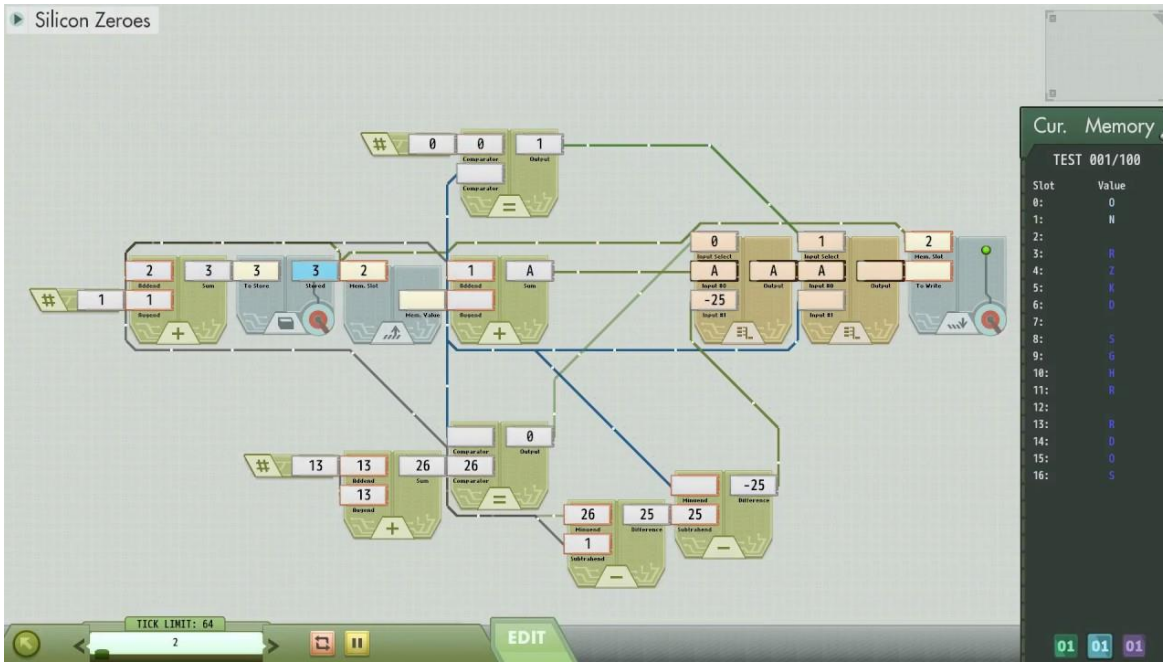 Silicon Zeroes
Cur. Memory
TEST 001/100
Slot Value
0: O
1: N
2:
3: R
4: Z
5: K
6: D
7:
8: S
9: G
10: H
11: R
12:
13: R
14: D
15: Q
16: S
# 0 0 1
Comparator Output
Comparator
=
2 3 3 3 2 1 A
Addend Sum To Store Stored Mem. Slot Addend Sum
# 1 1
Augend Mem. Value Augend
+ +
0 1 2
Input Select Input Select Mem. Slot
A A A
Input 00 Output Input 00 Output To Write
-25
Input 01 Input 01
0
Comparator Output
# 13 13 26 26
Addend Sum Comparator
13
Augend
+ =
-25
Minuend Difference
26 25 25
Minuend Difference Subtrahend
1
Subtrahend
- -
TICK LIMIT: 64
2
EDIT
01 01 01